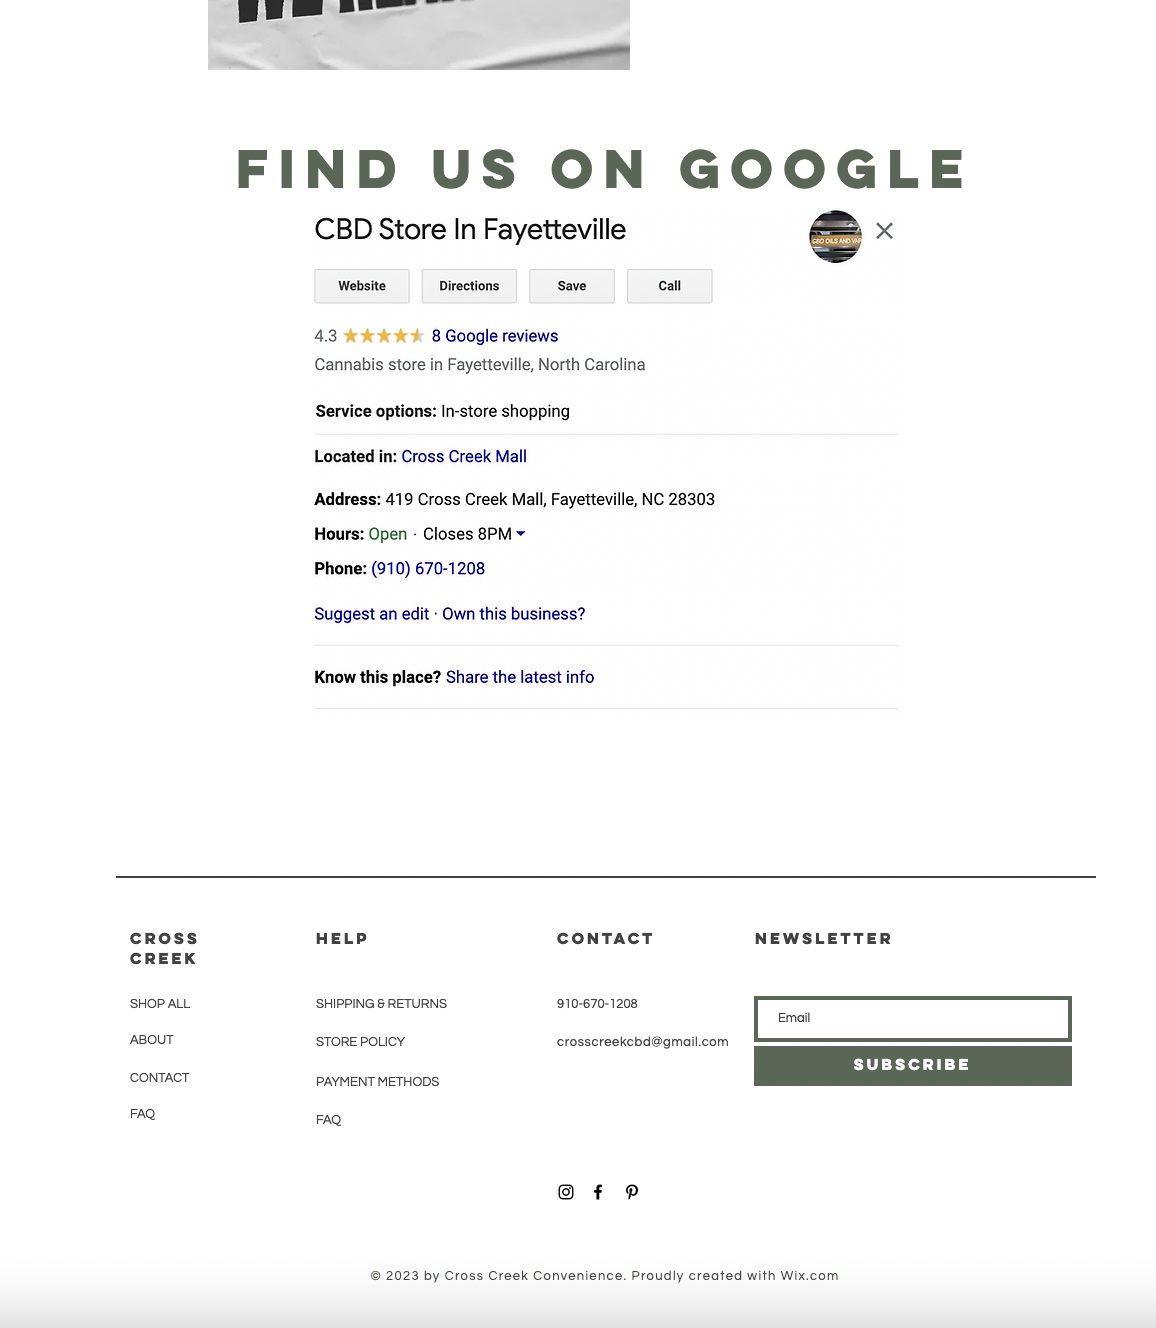 FIND US ON GOOGLE
CBD Store In Fayetteville
CBD OILS AND VAP
Website Directions Save Call
4.3 8 Google reviews
Cannabis store in Fayetteville, North Carolina
Service options: In-store shopping
Located in: Cross Creek Mall
Address: 419 Cross Creek Mall, Fayetteville, NC 28303
Hours: Open · Closes 8PM
Phone: (910) 670-1208
Suggest an edit · Own this business?
Know this place? Share the latest info
CROSS
CREEK
SHOP ALL
ABOUT
CONTACT
FAQ
HELP
SHIPPING & RETURNS
STORE POLICY
PAYMENT METHODS
FAQ
CONTACT
910-670-1208
crosscreekcbd@gmail.com
NEWSLETTER
Email
SUBSCRIBE
© 2023 by Cross Creek Convenience. Proudly created with Wix.com